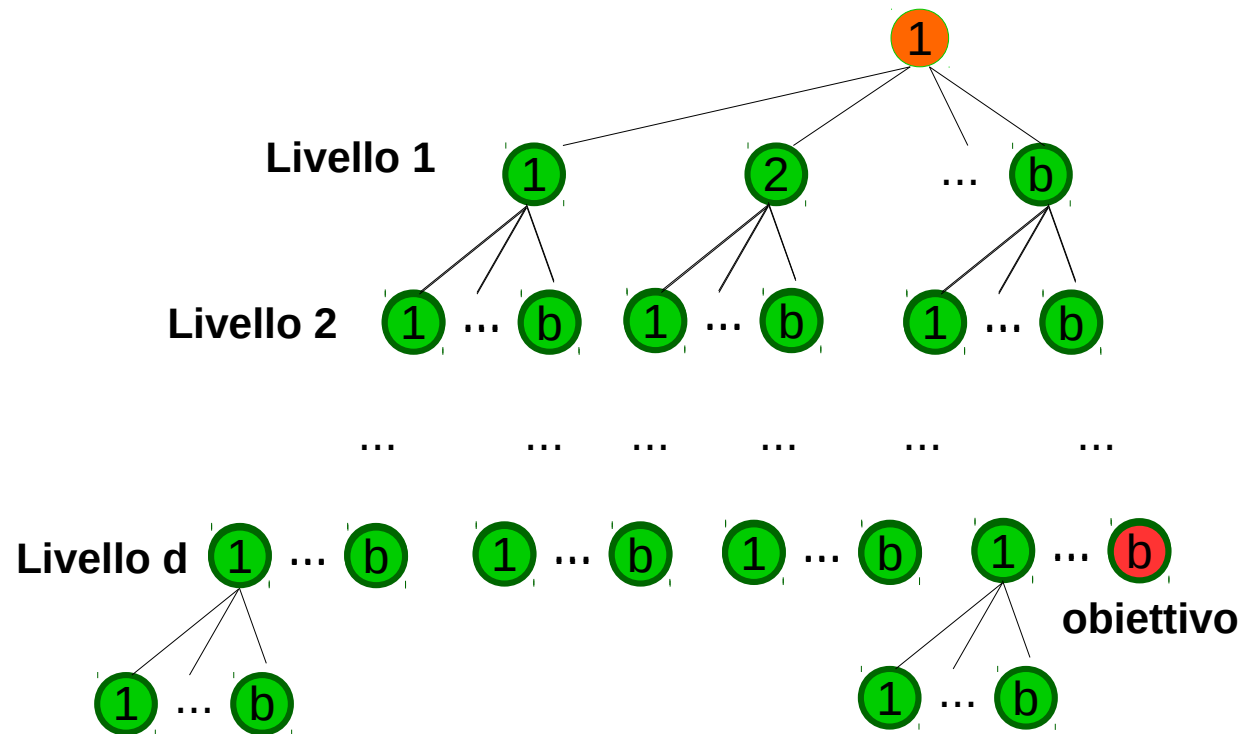 1
Livello 1 1 2 ... b
Livello 2 1 ... b 1 ... b 1 ... b
... ... ... ... ... ...
Livello d 1 ... b 1 ... b 1 ... b 1 ... b
obiettivo
1 ... b 1 ... b